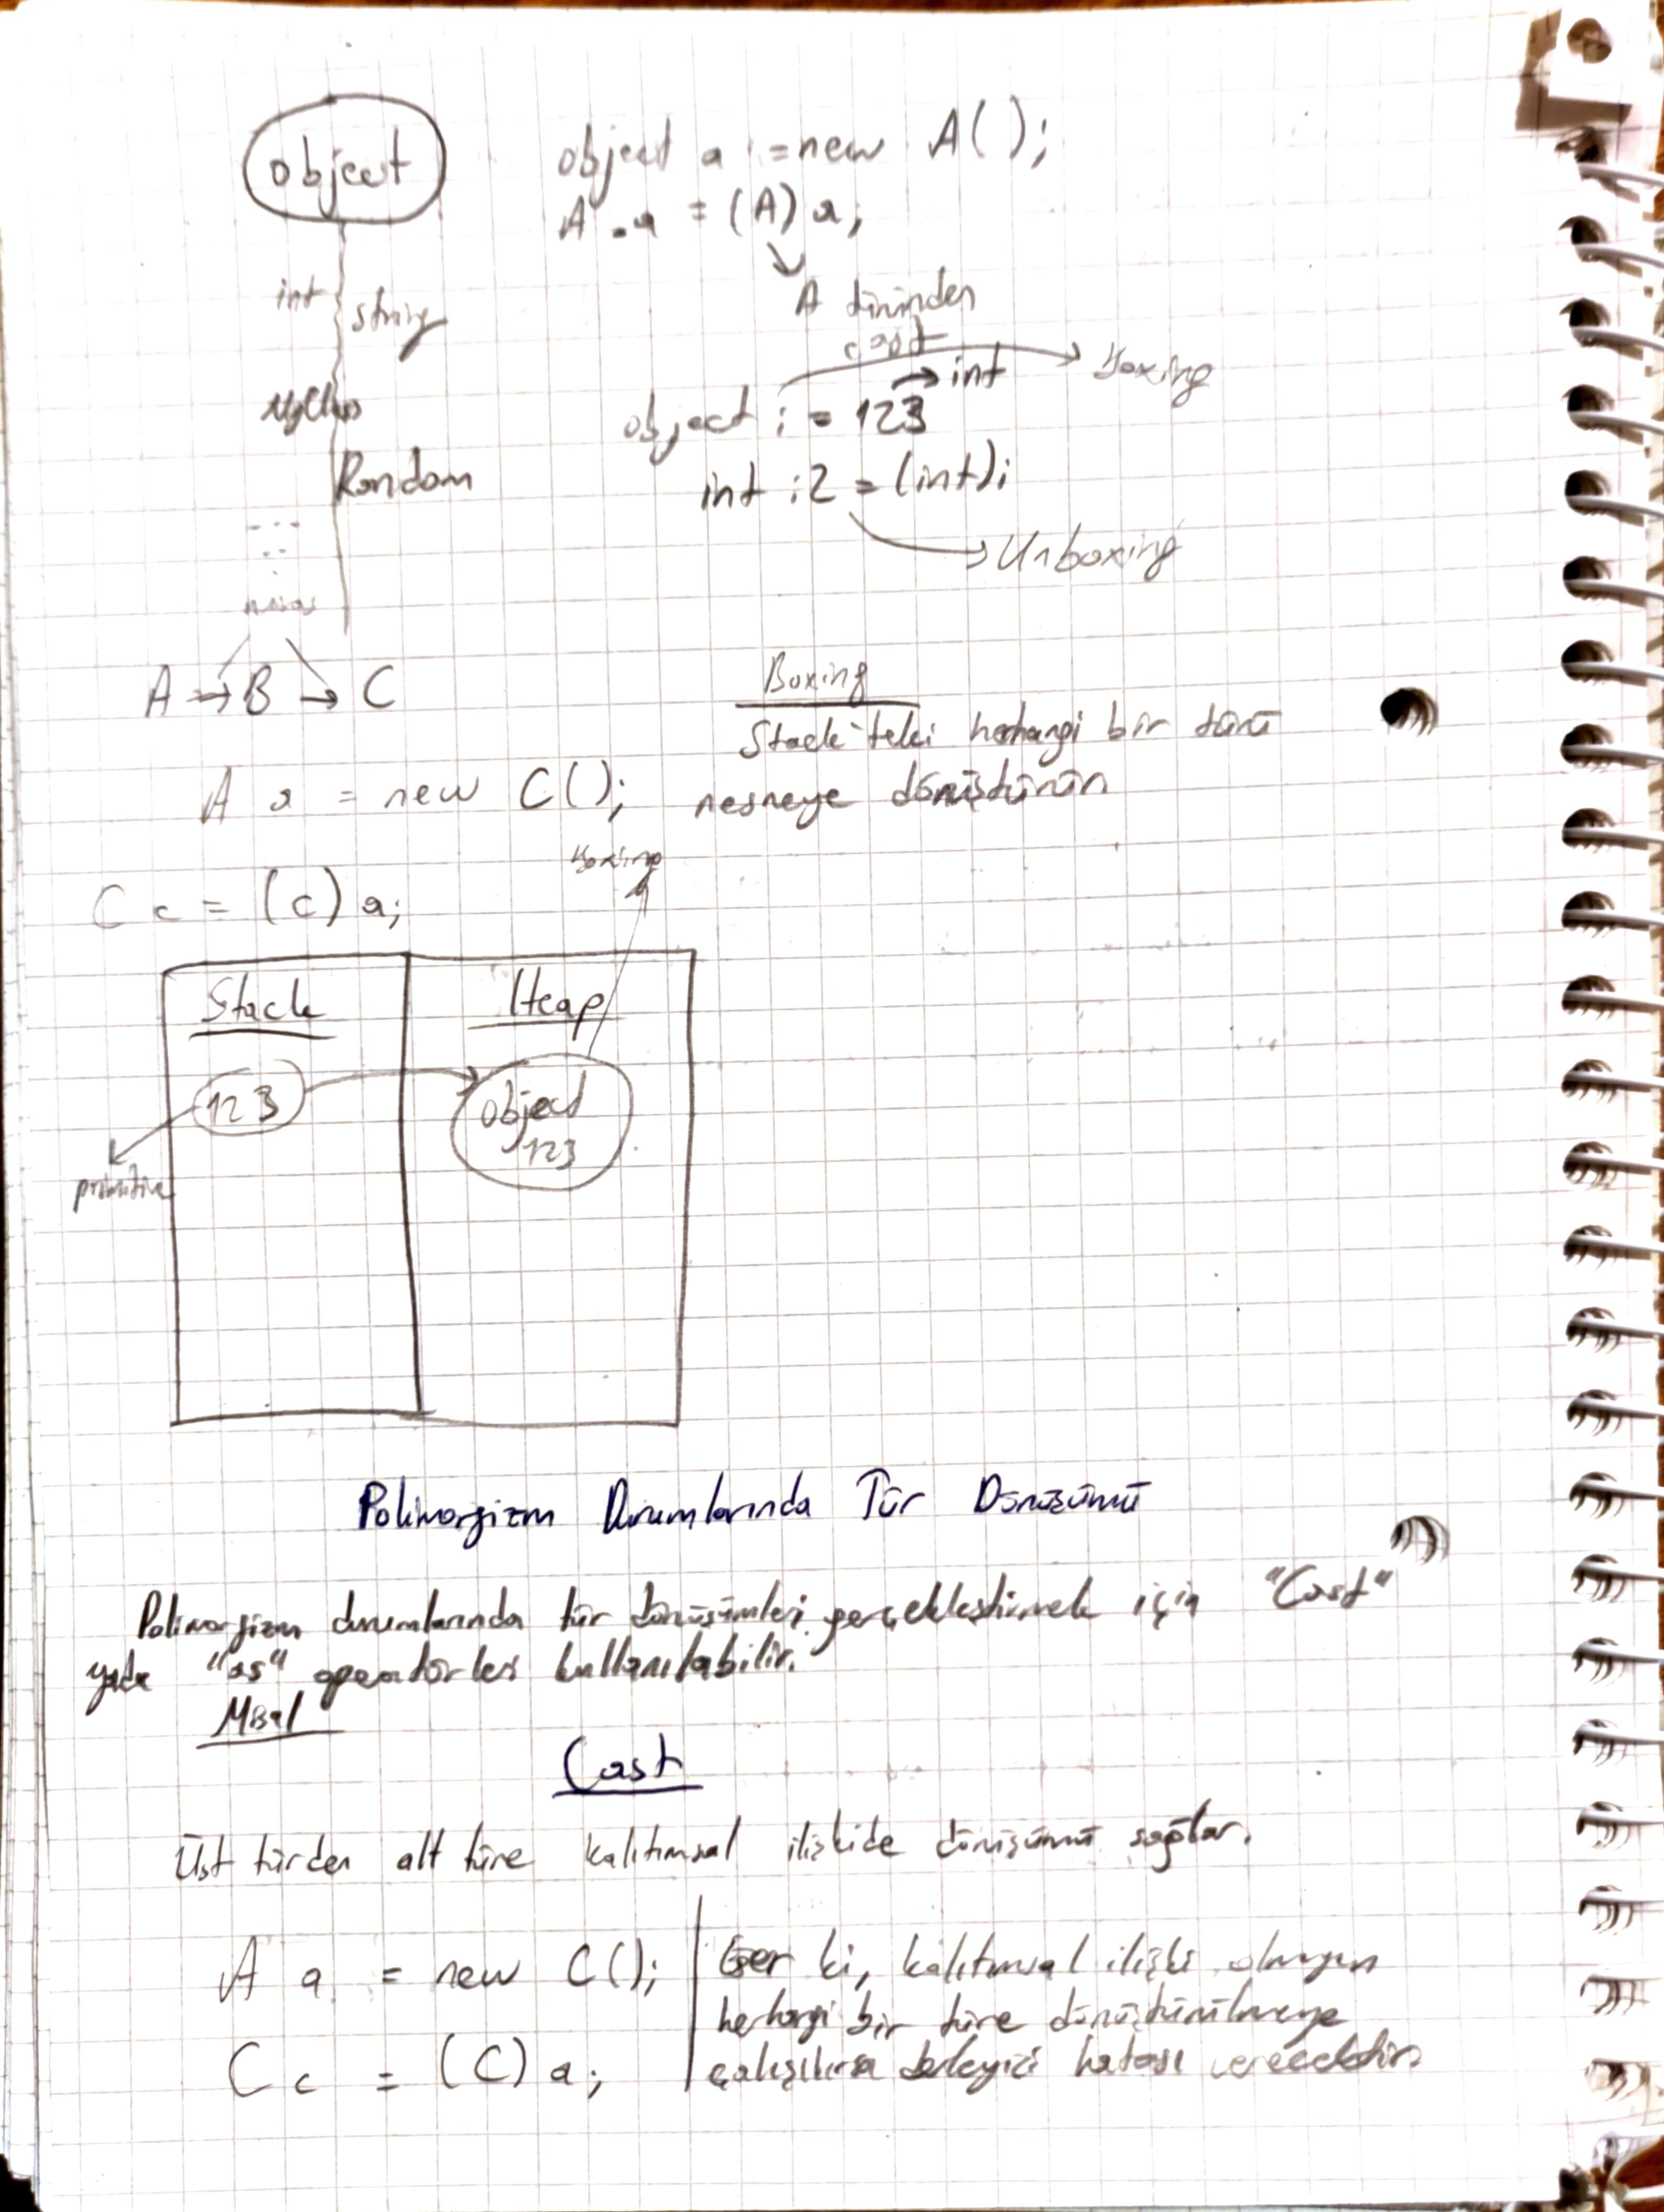 object
object a = new A();
A a = (A) a;
A türünden
cast
int
string
Boxing
int
object i = 123
MyClass
Random
int i2 = (int)i
Unboxing
A → B → C
Boxing
Stack'teki herhangi bir türü
A a = new C();
nesneye dönüştürün
Boxing
C c = (C) a;
Stack
Heap
123
object
123
primitive
Polimorfizm Durumlarında Tür Dönüşümü
Polimorfizm durumlarında tür dönüşümleri gerçekleştirmek için "Cast"
yada "as" operatörleri kullanılabilir.
Misal
Cast
Üst türden alt türe kalıtımsal ilişkide dönüşümü sağlar.
A a = new C();
C c = (C) a;
Eğer ki, kalıtımsal ilişki olmayan
herhangi bir türe dönüştürülmeye
çalışılırsa derleyici hatası verecektir.